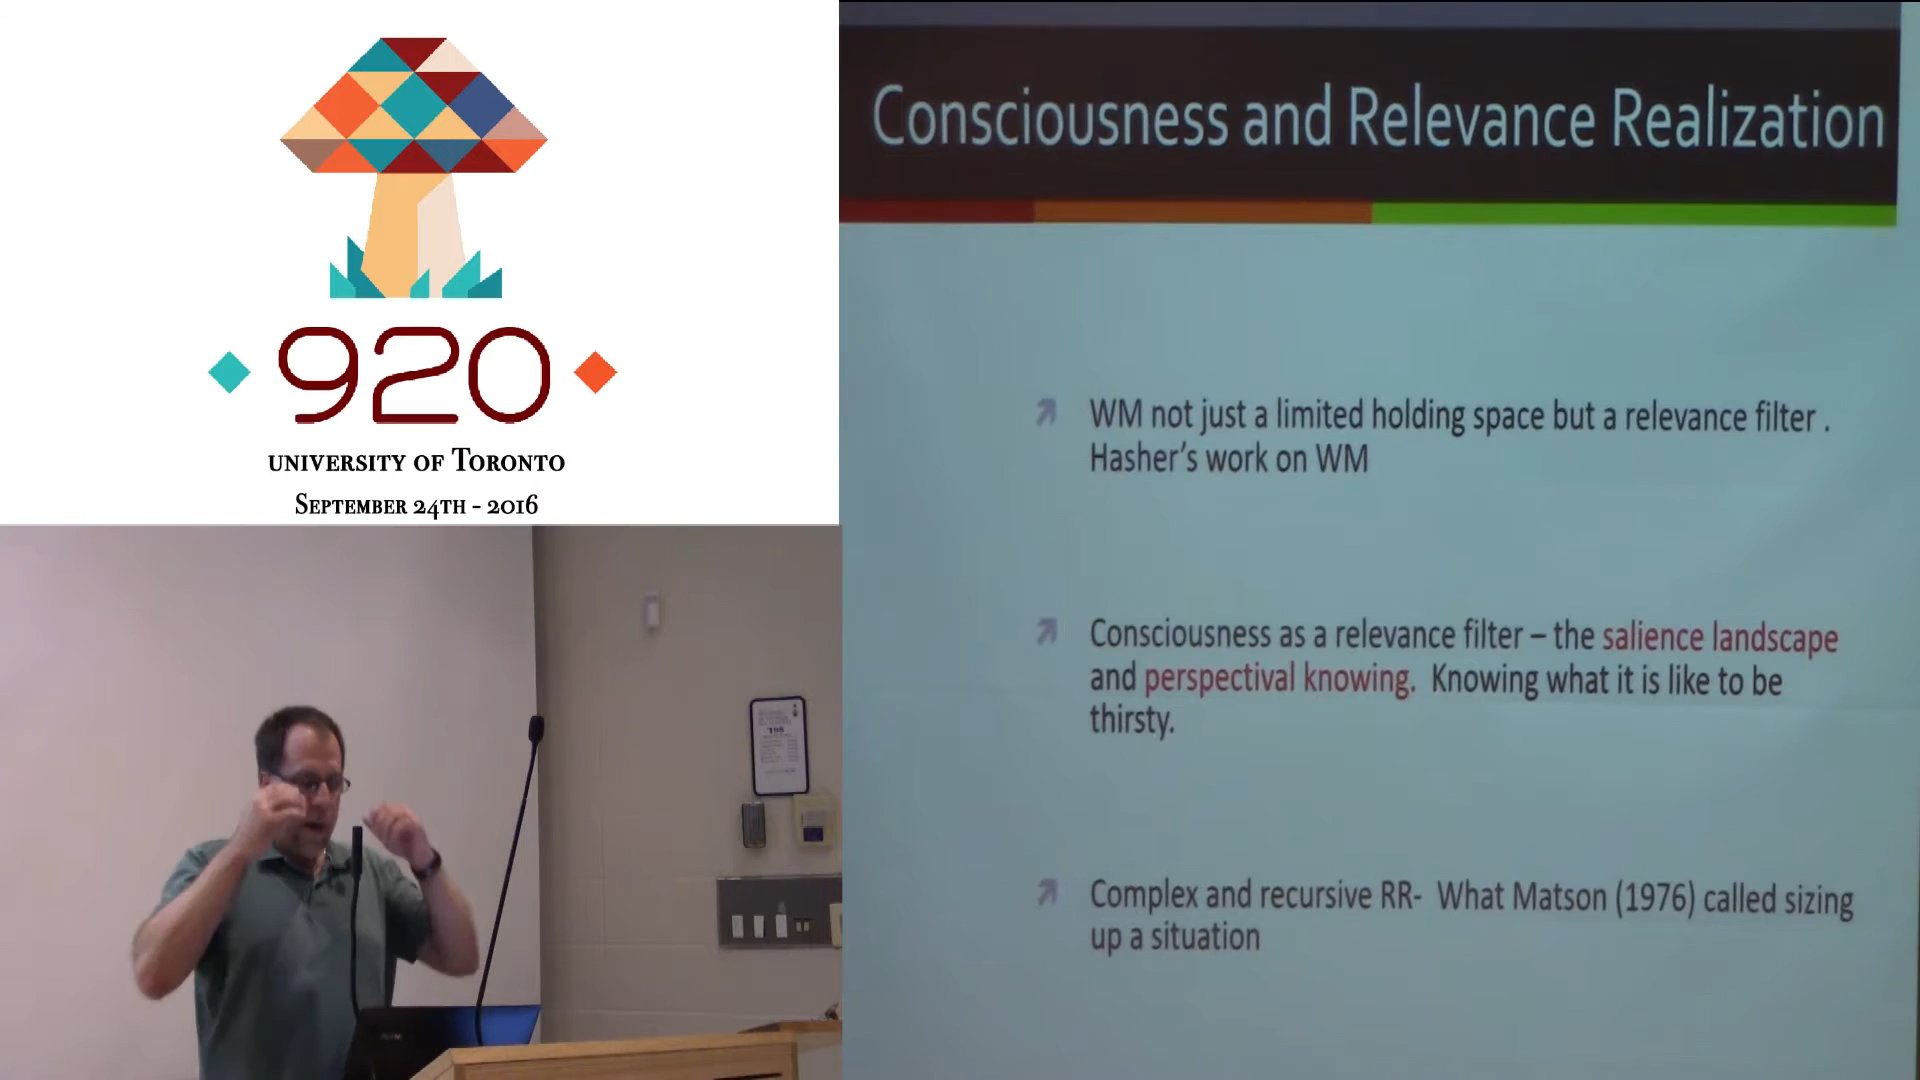 920
UNIVERSITY OF TORONTO
SEPTEMBER 24TH - 2016
Consciousness and Relevance Realization
WM not just a limited holding space but a relevance filter .
Hasher's work on WM
Consciousness as a relevance filter – the salience landscape
and perspectival knowing. Knowing what it is like to be
thirsty.
Complex and recursive RR- What Matson (1976) called sizing
up a situation
198